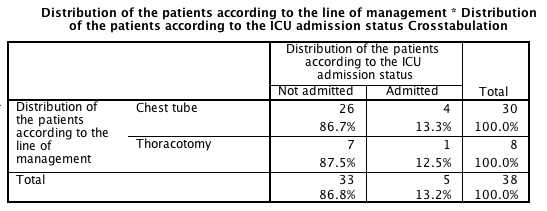 Distribution of the patients according to the line of management * Distribution
of the patients according to the ICU admission status Crosstabulation
Distribution of the patients
according to the ICU
admission status
Not admitted Admitted Total
Distribution of
the patients
according to the
line of
management
Chest tube 26 4 30
86.7% 13.3% 100.0%
Thoracotomy 7 1 8
87.5% 12.5% 100.0%
Total 33 5 38
86.8% 13.2% 100.0%